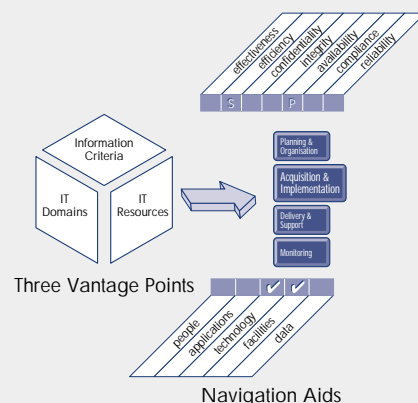 effectiveness
efficiency
confidentiality
integrity
availability
compliance
reliability
S P
Information
Criteria
IT
Domains
IT
Resources
Planning &
Organisation
Acquisition &
Implementation
Delivery &
Support
Monitoring
Three Vantage Points
✓ ✓
people
applications
technology
facilities
data
Navigation Aids